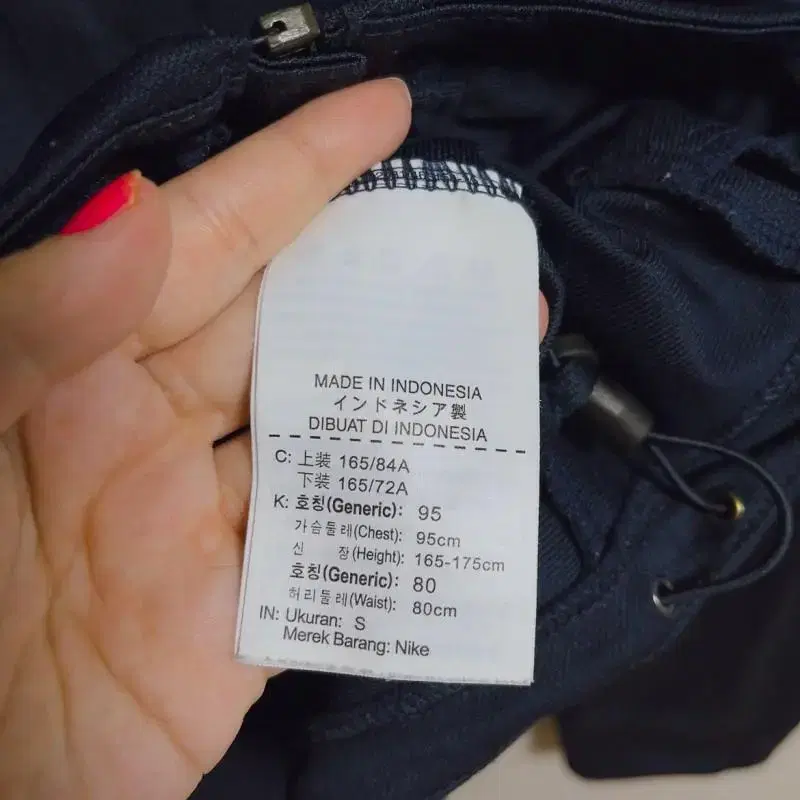 MADE IN INDONESIA
インドネシア製
DIBUAT DI INDONESIA
C: 上装 165/84A
下装 165/72A
K: 호칭(Generic): 95
가슴둘레(Chest): 95cm
신 장(Height): 165-175cm
호칭(Generic): 80
허리둘레(Waist): 80cm
IN: Ukuran: S
Merek Barang: Nike